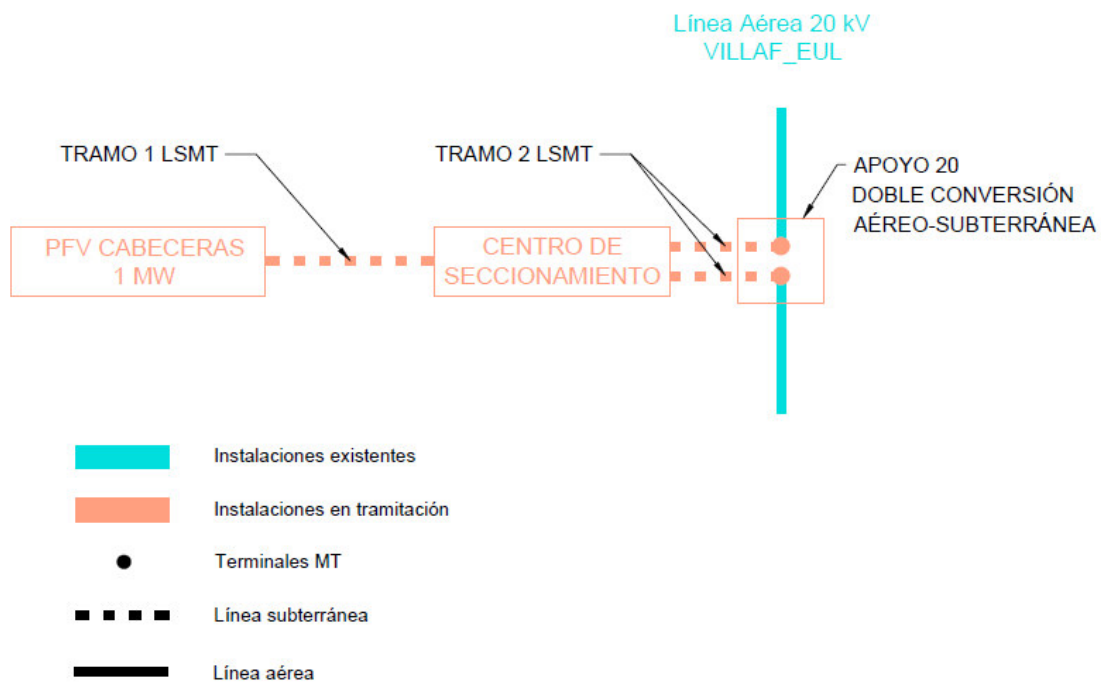 Línea Aérea 20 kV
VILLAF_EUL
TRAMO 1 LSMT
TRAMO 2 LSMT
APOYO 20
DOBLE CONVERSIÓN
AÉREO-SUBTERRÁNEA
PFV CABECERAS
1 MW
CENTRO DE
SECCIONAMIENTO
Instalaciones existentes
Instalaciones en tramitación
Terminales MT
Línea subterránea
Línea aérea